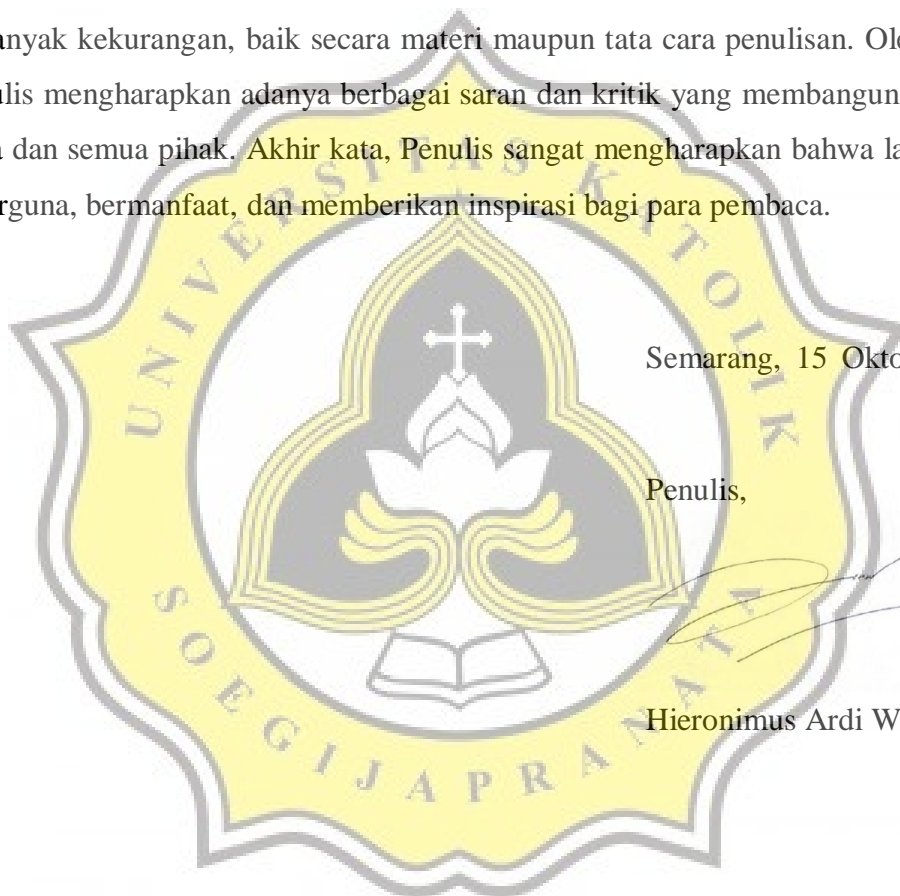 anyak kekurangan, baik secara materi maupun tata cara penulisan. Ole
ulis mengharapkan adanya berbagai saran dan kritik yang membangun
a dan semua pihak. Akhir kata, Penulis sangat mengharapkan bahwa la
rguna, bermanfaat, dan memberikan inspirasi bagi para pembaca.
UNIVERSITAS KATOLIK
Semarang, 15 Okto
Penulis,
Hieronimus Ardi W
SOEGIJAPRANATA